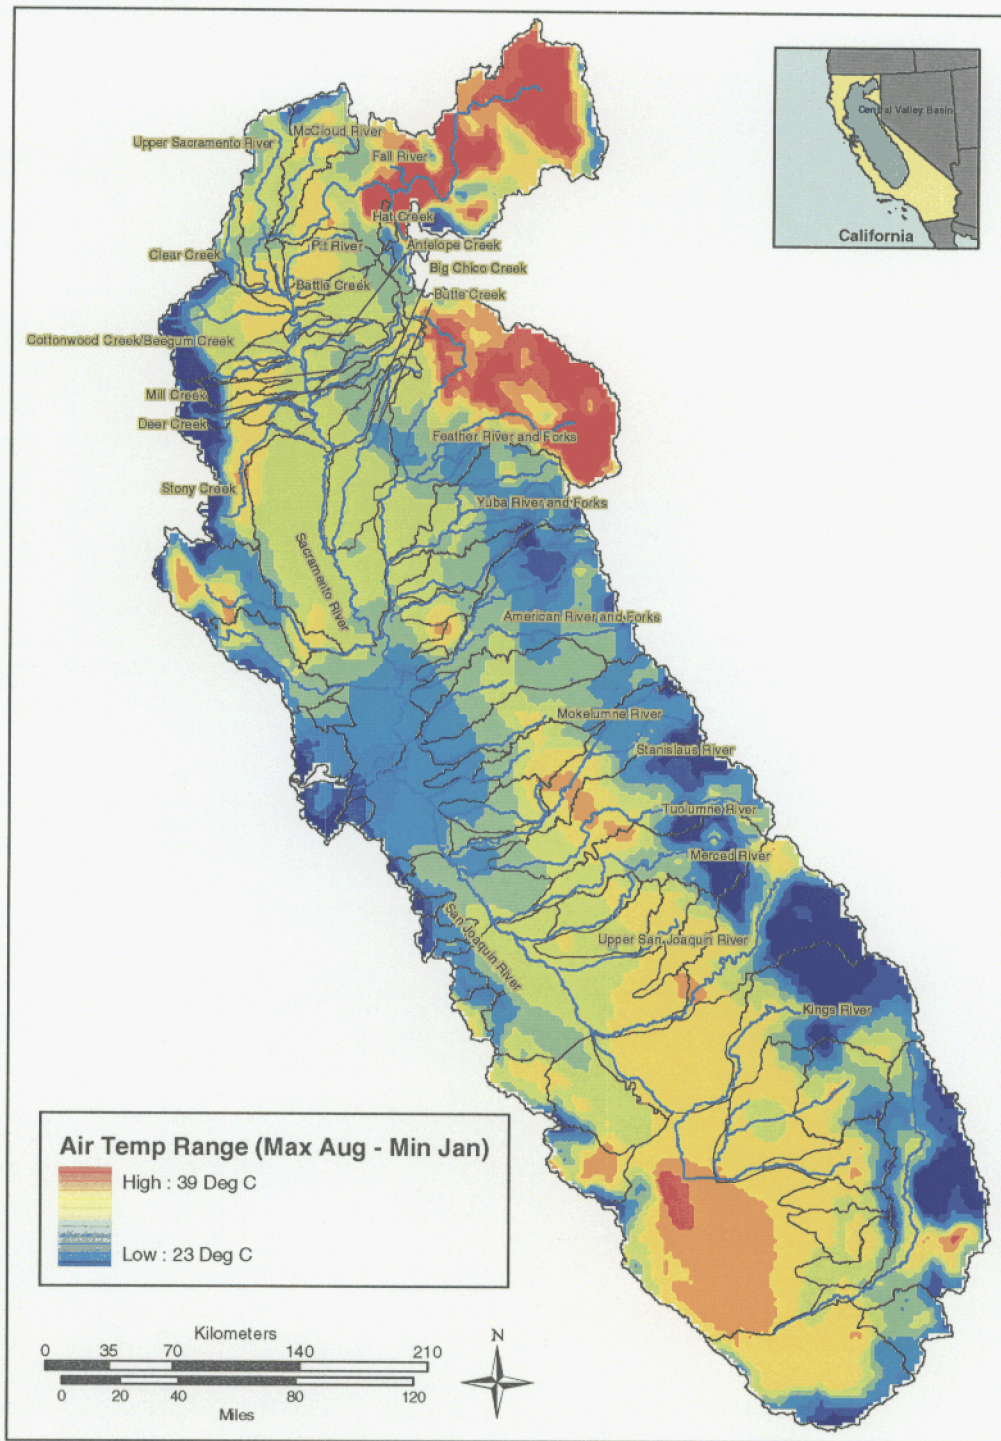 McCloud River
Upper Sacramento River
Fall River
Hat Creek
Pit River
Antelope Creek
Clear Creek
Big Chico Creek
Battle Creek
Butte Creek
Cottonwood Creek/Beegum Creek
Mill Creek
Deer Creek
Feather River and Forks
Stony Creek
Yuba River and Forks
Sacramento River
American River and Forks
Mokelumne River
Stanislaus River
Tuolumne River
Merced River
San Joaquin River
Upper San Joaquin River
Kings River
Central Valley Basin
California
Air Temp Range (Max Aug - Min Jan)
High : 39 Deg C
Low : 23 Deg C
Kilometers
0 35 70 140 210
0 20 40 80 120
Miles
N